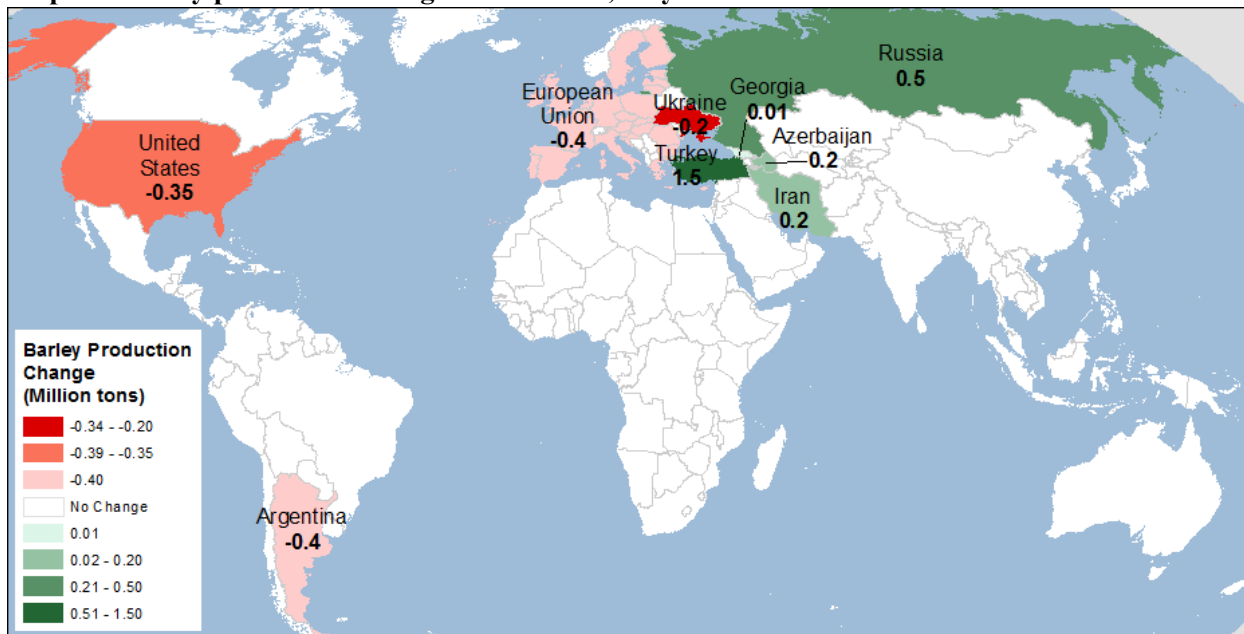 Russia
0.5
Georgia
0.01
European
Union
-0.4
Ukraine
-0.2
Azerbaijan
0.2
United
States
-0.35
Turkey
1.5
Iran
0.2
Barley Production
Change
(Million tons)
-0.34 - -0.20
-0.39 - -0.35
-0.40
No Change
0.01
0.02 - 0.20
0.21 - 0.50
0.51 - 1.50
Argentina
-0.4